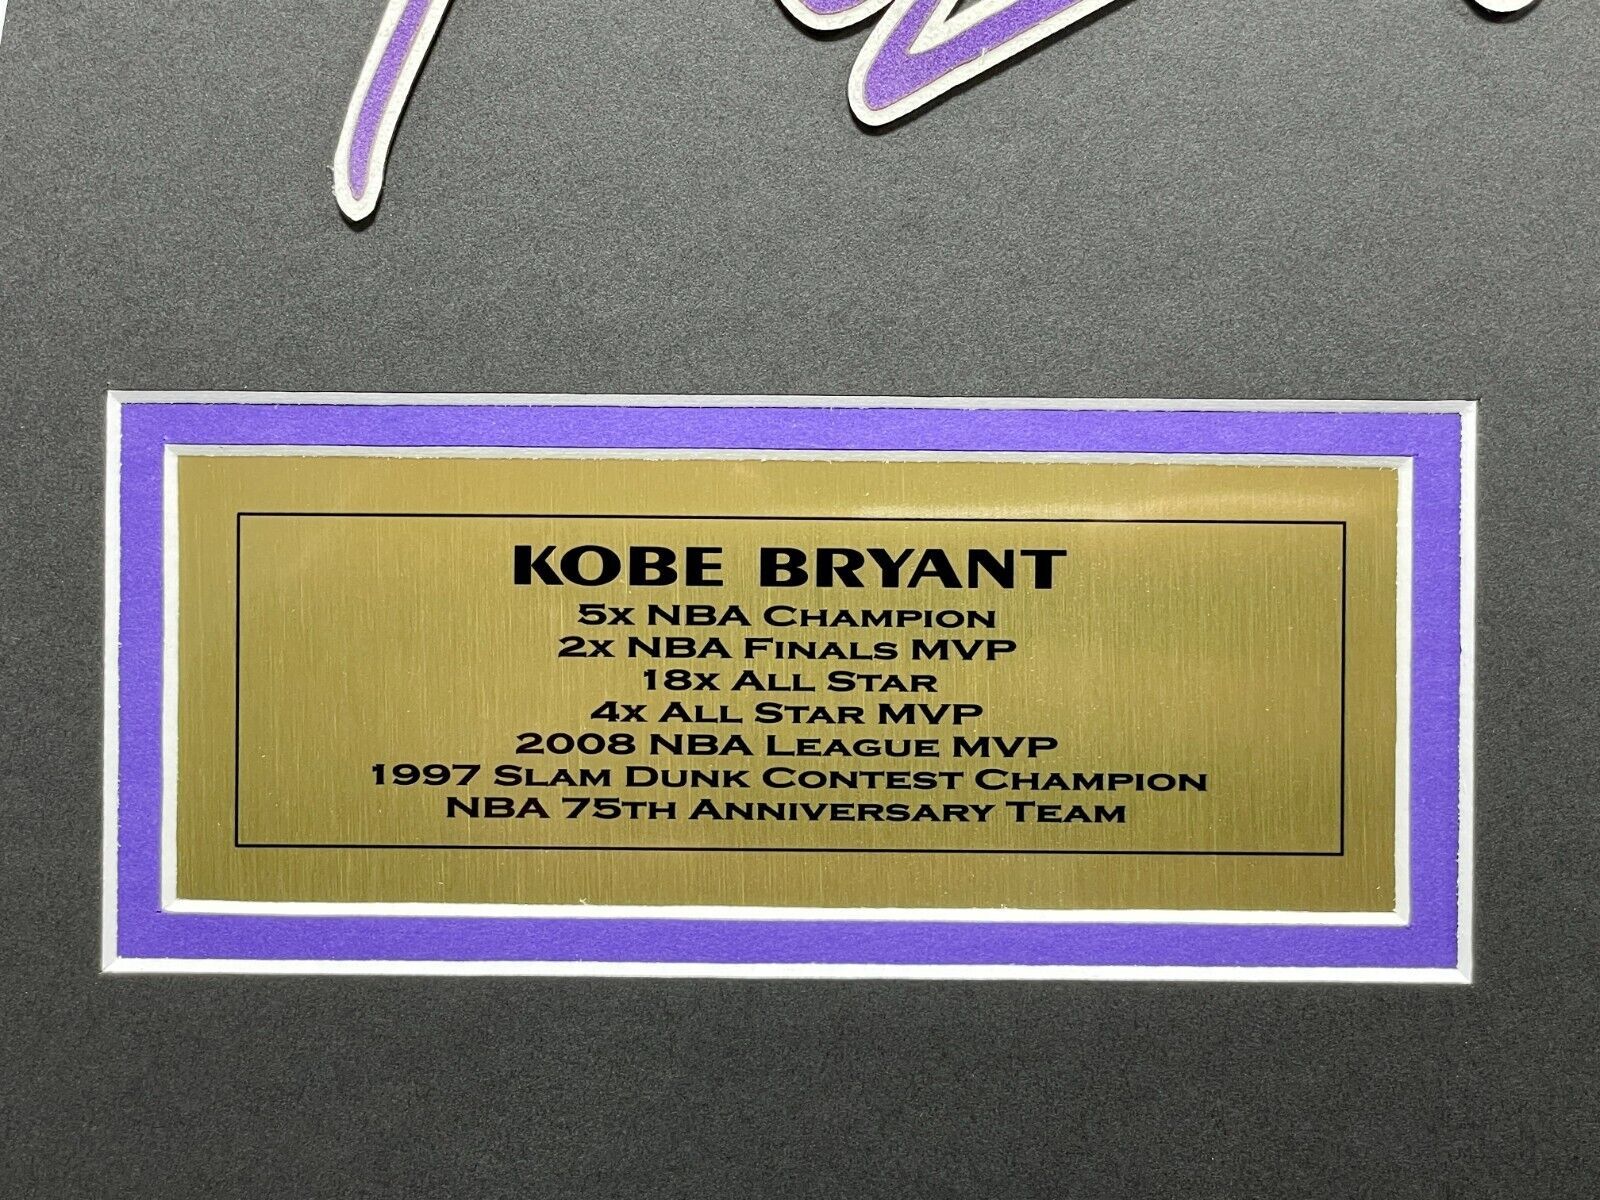 KOBE BRYANT
5x NBA Champion
2x NBA Finals MVP
18x All Star
4x All Star MVP
2008 NBA League MVP
1997 Slam Dunk Contest Champion
NBA 75th Anniversary Team